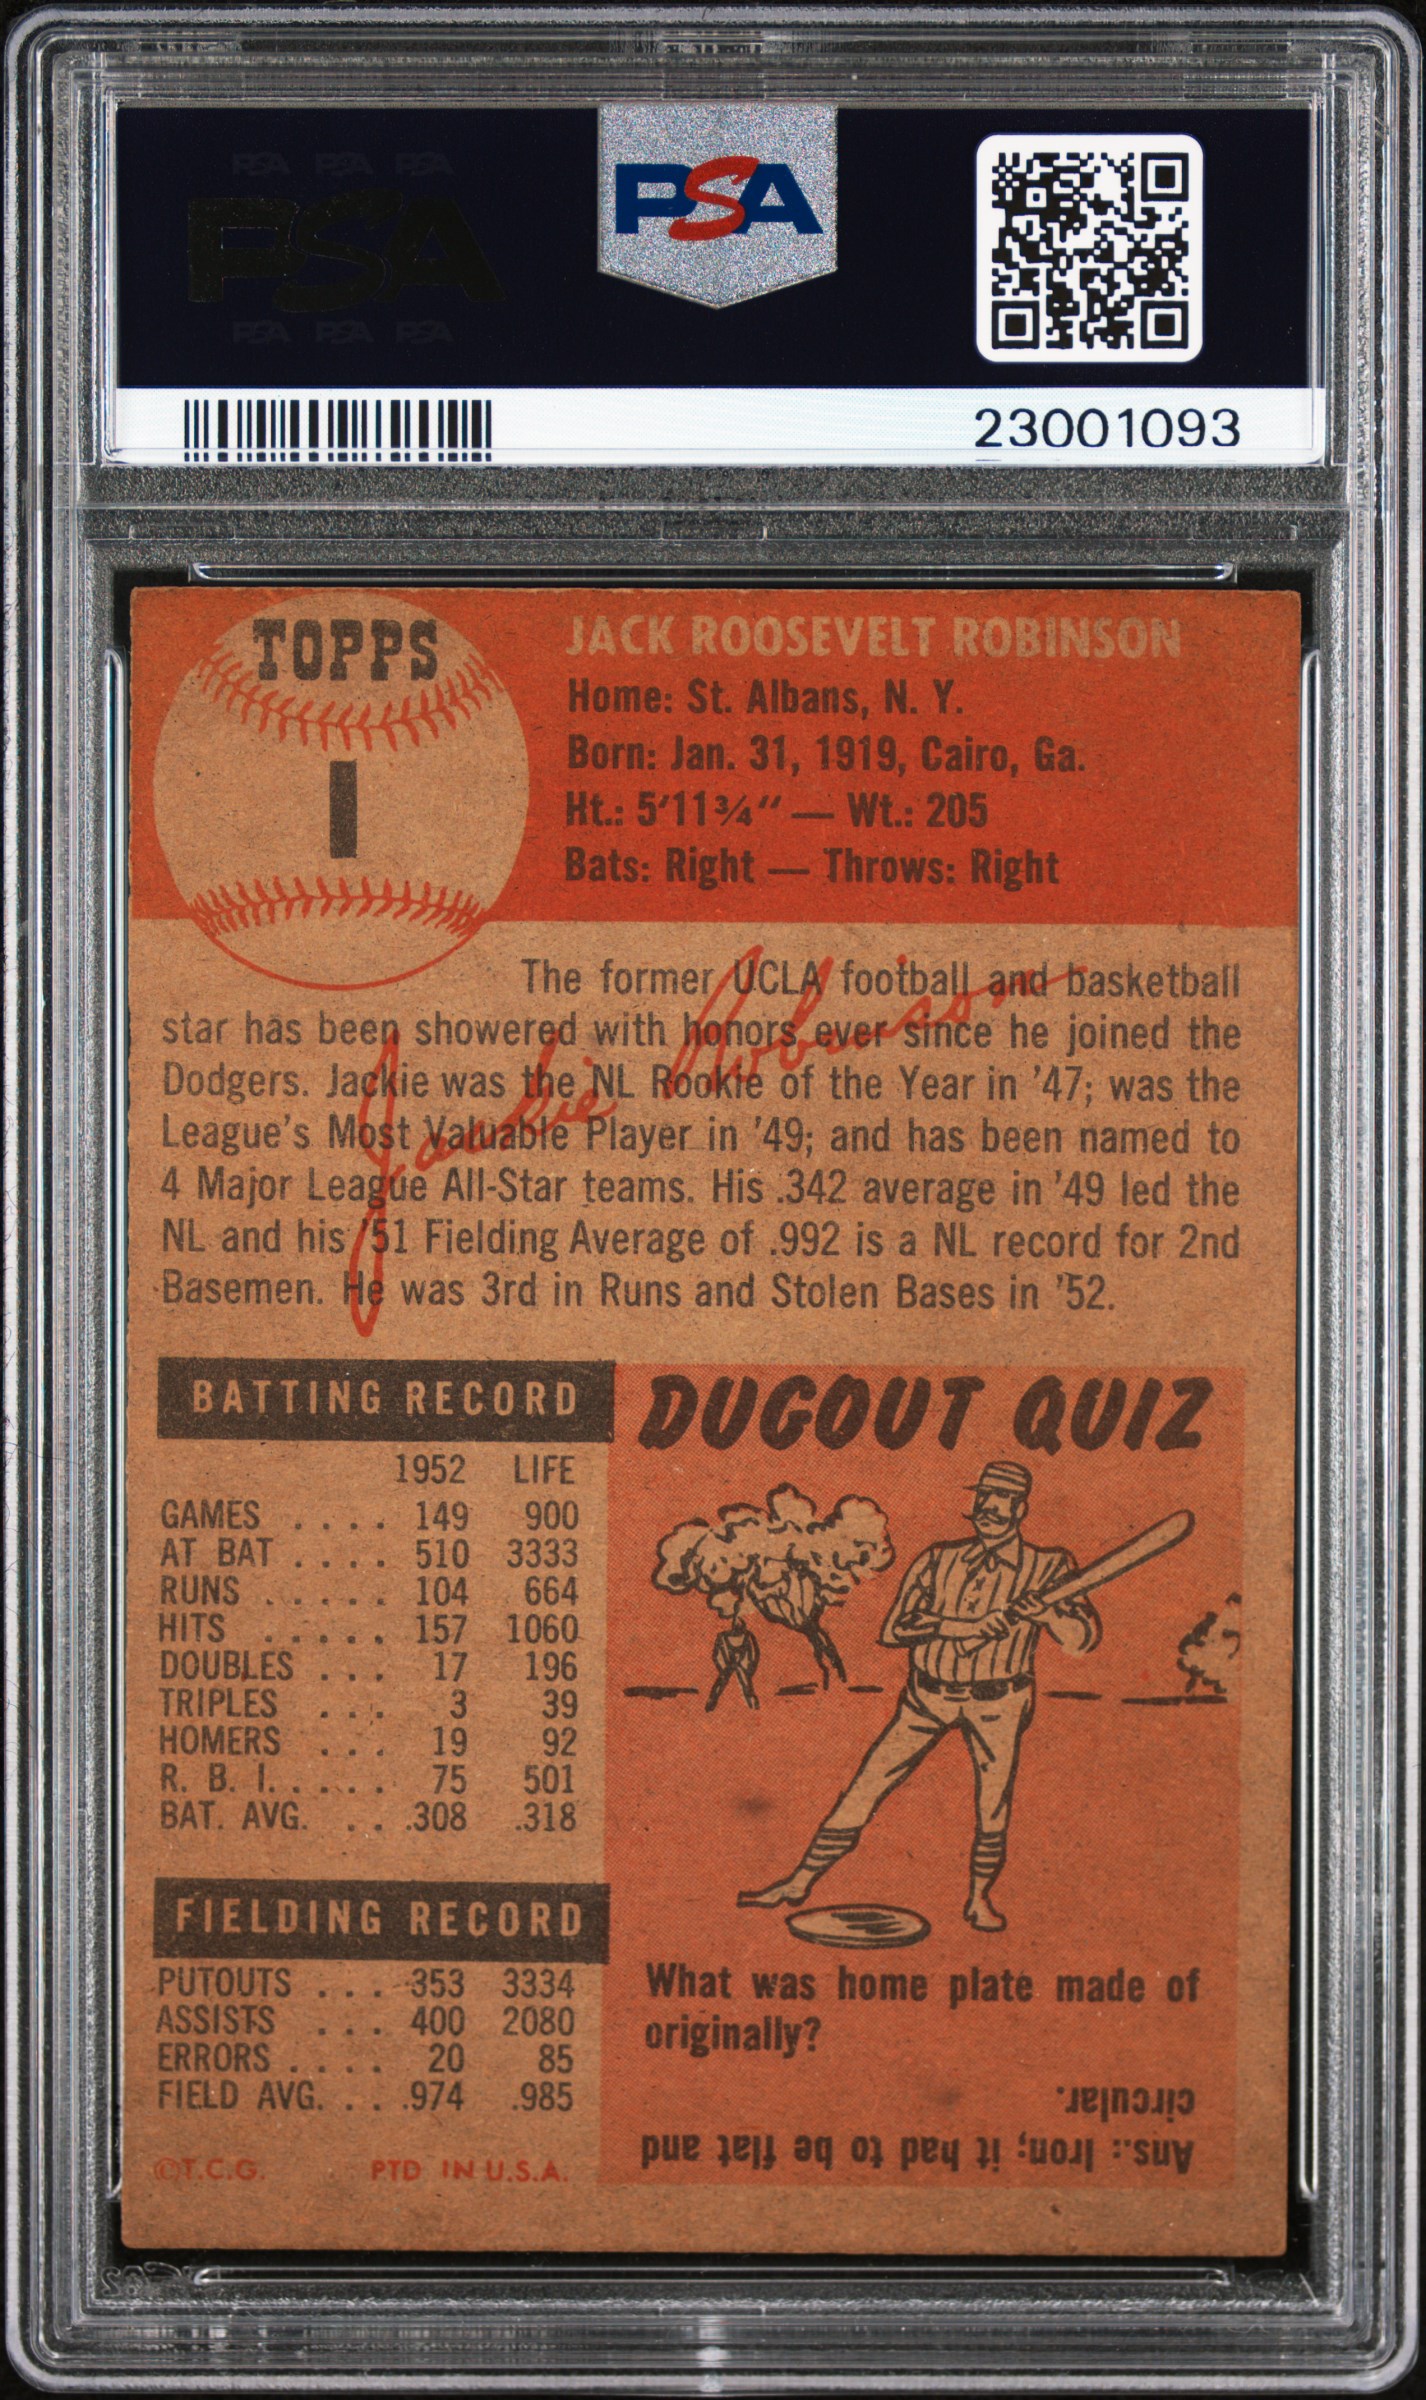 PSA PSA PSA
PSA
PSA PSA PSA
PSA
23001093
TOPPS
1
JACK ROOSEVELT ROBINSON
Home: St. Albans, N. Y.
Born: Jan. 31, 1919, Cairo, Ga.
Ht.: 5'11¾" — Wt.: 205
Bats: Right — Throws: Right
The former UCLA football and basketball
star has been showered with honors ever since he joined the
Dodgers. Jackie was the NL Rookie of the Year in '47; was the
League's Most Valuable Player in '49; and has been named to
4 Major League All-Star teams. His .342 average in '49 led the
NL and his '51 Fielding Average of .992 is a NL record for 2nd
Basemen. He was 3rd in Runs and Stolen Bases in '52.
Jackie Robinson
BATTING RECORD
1952 LIFE
GAMES .... 149 900
AT BAT .... 510 3333
RUNS ..... 104 664
HITS ..... 157 1060
DOUBLES ... 17 196
TRIPLES ... 3 39
HOMERS ... 19 92
R. B. I. .... 75 501
BAT. AVG. ... .308 .318
FIELDING RECORD
PUTOUTS ... 353 3334
ASSISTS ... 400 2080
ERRORS .... 20 85
FIELD AVG. ... .974 .985
©T.C.G. PTD IN U.S.A.
DUGOUT QUIZ
What was home plate made of
originally?
Ans.: Iron; it had to be flat and
circular.